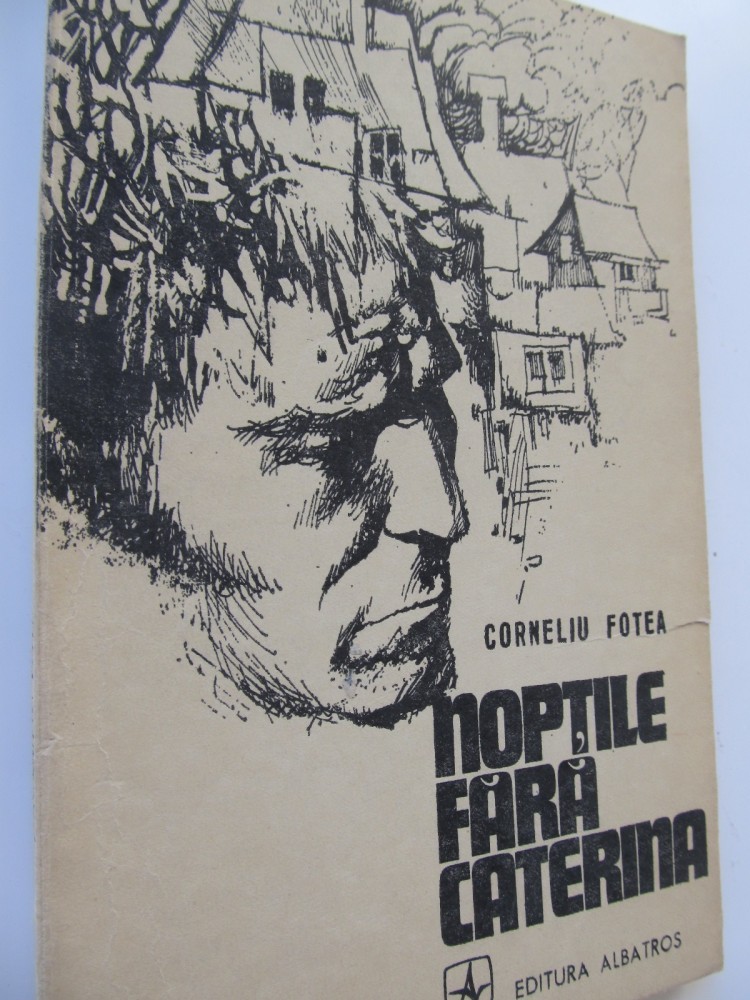 CORNELIU FOTEA
NOPȚILE
FĂRĂ
CATERINA
EDITURA ALBATROS